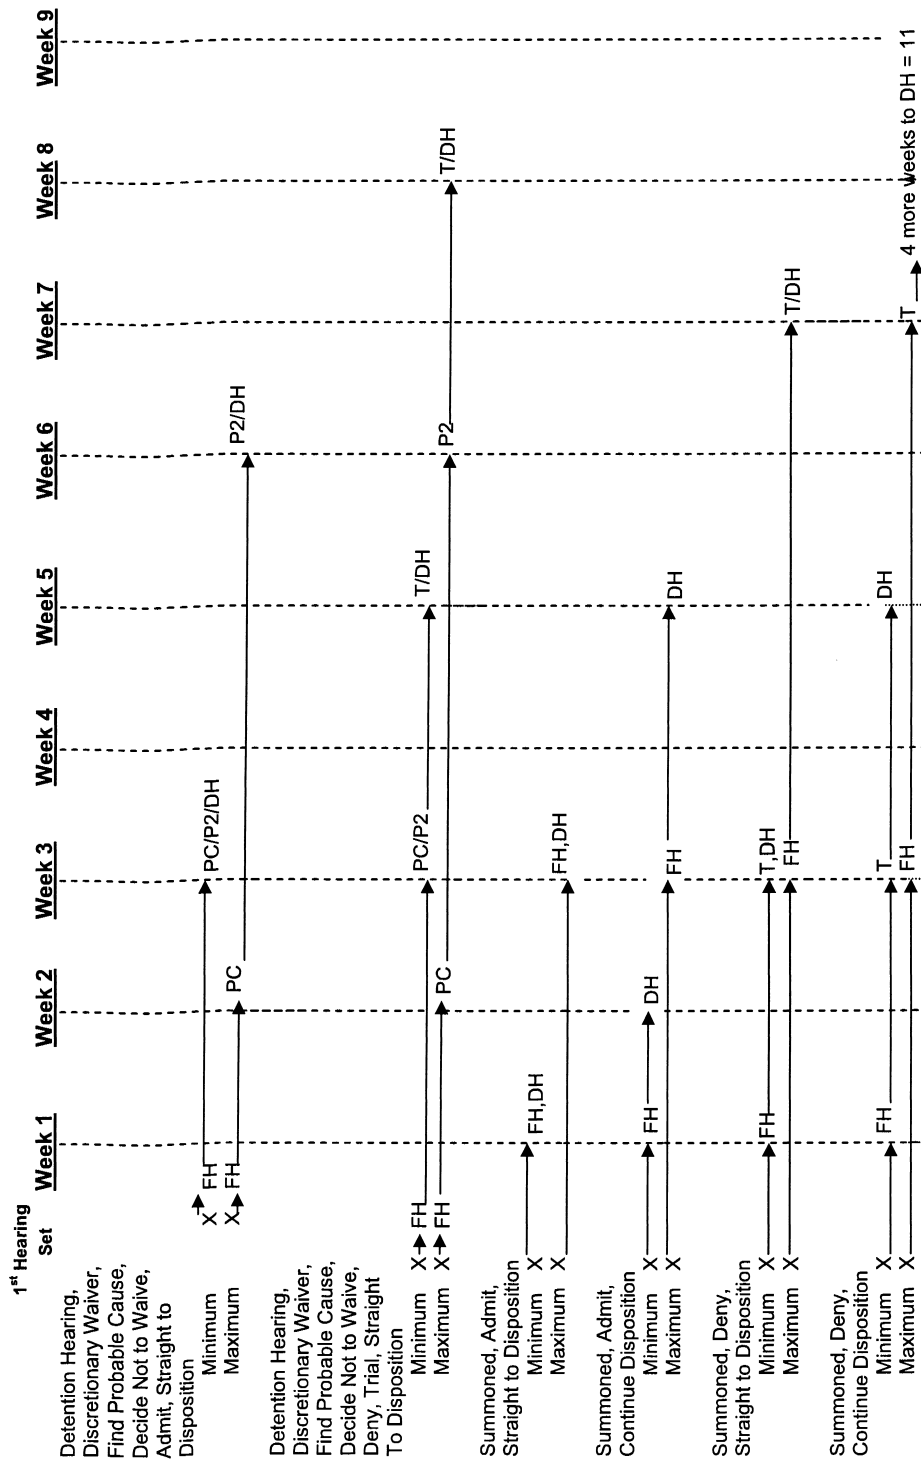 1st Hearing
Set Week 1 Week 2 Week 3 Week 4 Week 5 Week 6 Week 7 Week 8 Week 9
Detention Hearing,
Discretionary Waiver,
Find Probable Cause,
Decide Not to Waive,
Admit, Straight to
Disposition
Minimum X FH PC/P2/DH
Maximum X FH PC P2/DH
Detention Hearing,
Discretionary Waiver,
Find Probable Cause,
Decide Not to Waive,
Deny, Trial, Straight
To Disposition
Minimum X FH PC/P2 T/DH
Maximum X FH PC P2 T/DH
Summoned, Admit,
Straight to Disposition
Minimum X FH,DH
Maximum X FH,DH
Summoned, Admit,
Continue Disposition
Minimum X FH DH
Maximum X FH DH
Summoned, Deny,
Straight to Disposition
Minimum X FH T,DH
Maximum X FH T/DH
Summoned, Deny,
Continue Disposition
Minimum X FH T DH
Maximum X FH T 4 more weeks to DH = 11